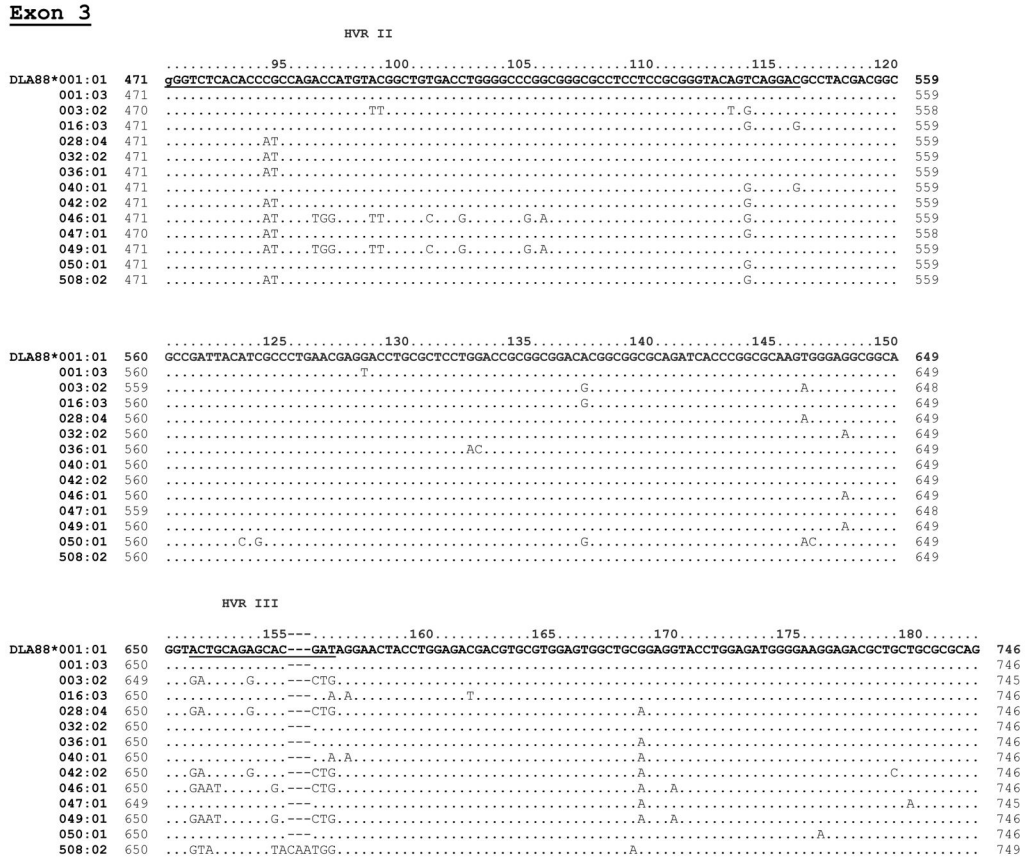 Exon 3
HVR II
.............95.............100............105............110............115............120
DLA88*001:01 471 gGGTCTCACACCCGCCAGACCATGTACGGCTGTGACCTGGGGCCCGGCGGGCGCCTCCTCCGCGGGTACAGTCAGGACGCCTACGACGGC 559
001:03 471 .......................................................................................... 559
003:02 470 .........................TT..........................................T.G.................. 558
016:03 471 .......................................................................G.....G............ 559
028:04 471 ............AT............................................................................ 559
032:02 471 ............AT............................................................................ 559
036:01 471 ............AT............................................................................ 559
040:01 471 .......................................................................G.....G............ 559
042:02 471 ............AT.........................................................G.................. 559
046:01 471 ............AT....TGG....TT.....C...G.......G.A........................G.................. 559
047:01 470 ............AT.........................................................G.................. 558
049:01 471 ............AT....TGG....TT.....C...G.......G.A........................G.................. 559
050:01 471 .......................................................................G.................. 559
508:02 471 ............AT.........................................................G.................. 559
............125............130............135............140............145............150
DLA88*001:01 560 GCCGATTACATCGCCCTGAACGAGGACCTGCGCTCCTGGACCGCGGCGGACACGGCGGCGCAGATCACCCGGCGCAAGTGGGAGGCGGCA 649
001:03 560 ........................T................................................................. 649
003:02 559 ...................................................G..........................A........... 648
016:03 560 ...................................................G...................................... 649
028:04 560 ..............................................................................A........... 649
032:02 560 ...................................................................................A...... 649
036:01 560 .....................................AC................................................... 649
040:01 560 .......................................................................................... 649
042:02 560 .......................................................................................... 649
046:01 560 ...................................................................................A...... 649
047:01 559 .......................................................................................... 648
049:01 560 ...................................................................................A...... 649
050:01 560 .........C.G.......................................G..........................AC.......... 649
508:02 560 .......................................................................................... 649
HVR III
............155---............160............165............170............175............180........
DLA88*001:01 650 GGTACTGCAGAGCAC---GATAGGAACTACCTGGAGACGACGTGCGTGGAGTGGCTGCGGAGGTACCTGGAGATGGGGAAGGAGACGCTGCTGCGCGCAG 746
001:03 650 ...............---.................................................................................. 746
003:02 649 ...GA.....G....---CTG............................................................................... 745
016:03 650 ...............---..A.A..............T.............................................................. 746
028:04 650 ...GA.....G....---CTG.....................................A......................................... 746
032:02 650 ...............---.................................................................................. 746
036:01 650 ...............---........................................A......................................... 746
040:01 650 ...............---..A.A...................................A......................................... 746
042:02 650 ...GA.....G....---CTG.....................................A..............................C.......... 746
046:01 650 ...GAAT......G.---CTG.....................................A...A..................................... 746
047:01 649 ...............---........................................A................................A........ 745
049:01 650 ...GAAT......G.---CTG.....................................A...A..................................... 746
050:01 650 ...............---..............................................................A................... 746
508:02 650 ...GTA.......TACAATGG....................................A.......................................... 749